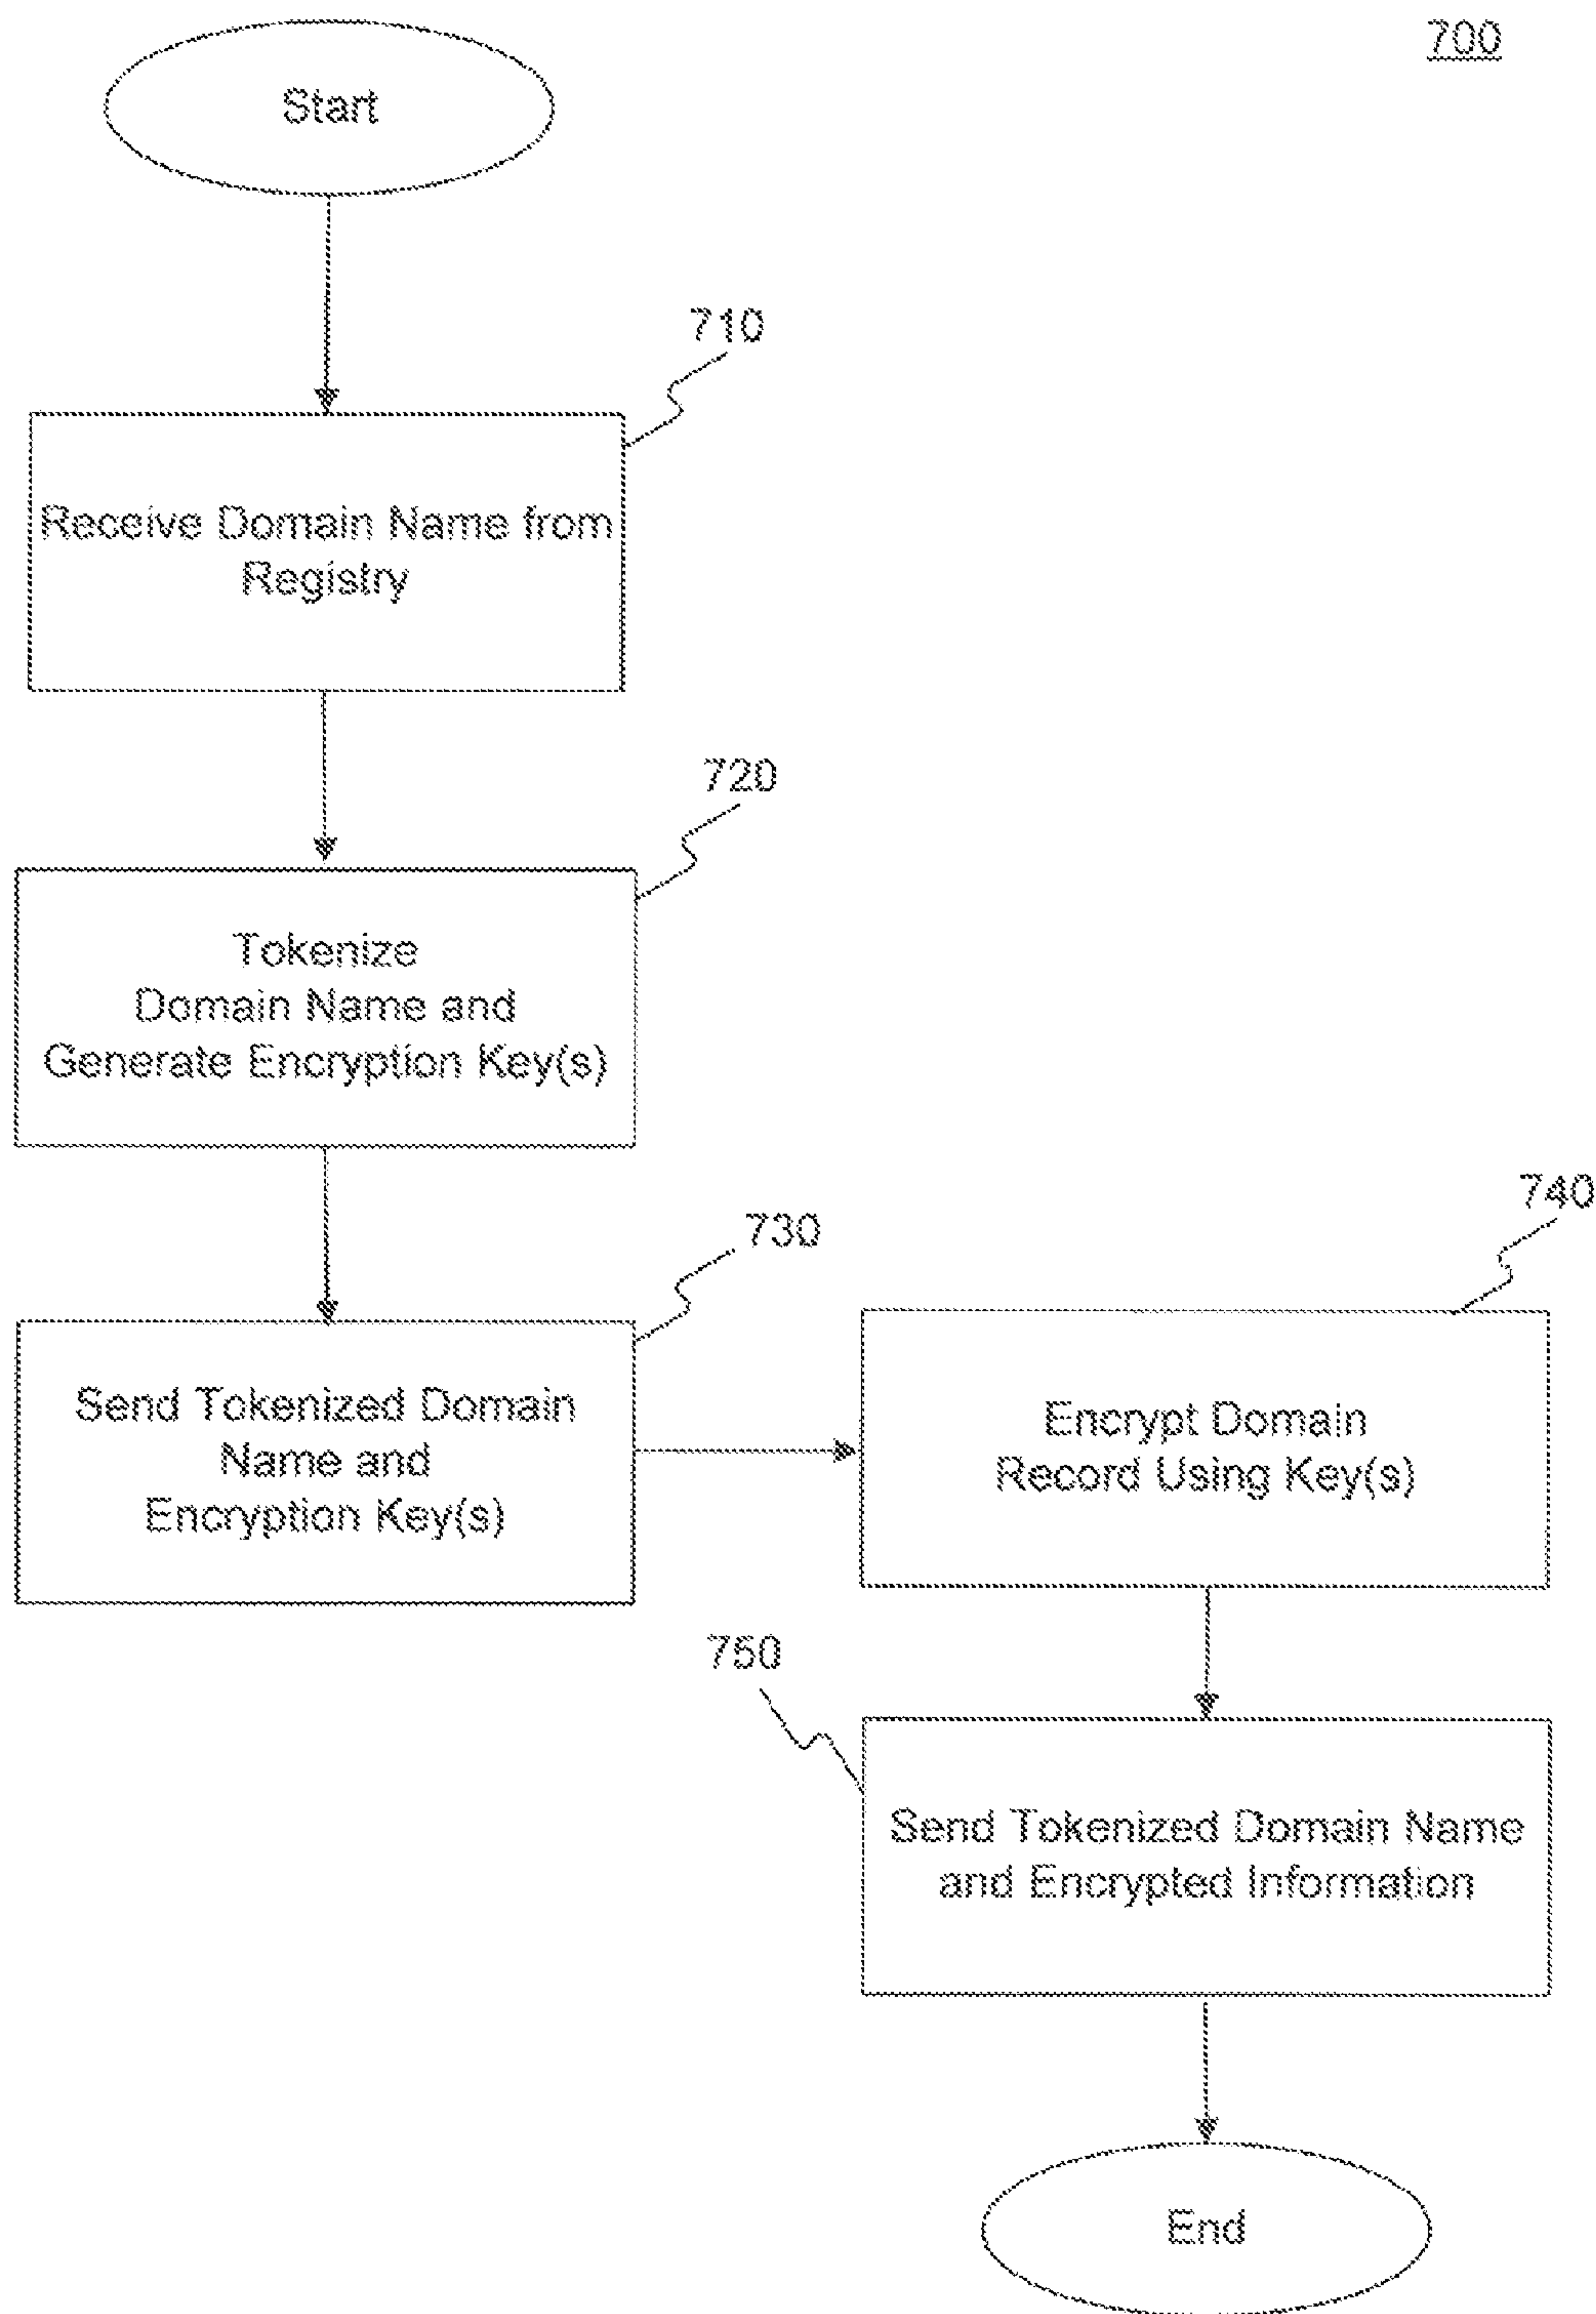 700
Start
710
Receive Domain Name from
Registry
720
Tokenize
Domain Name and
Generate Encryption Key(s)
730
Send Tokenized Domain
Name and
Encryption Key(s)
740
Encrypt Domain
Record Using Key(s)
750
Send Tokenized Domain Name
and Encrypted Information
End